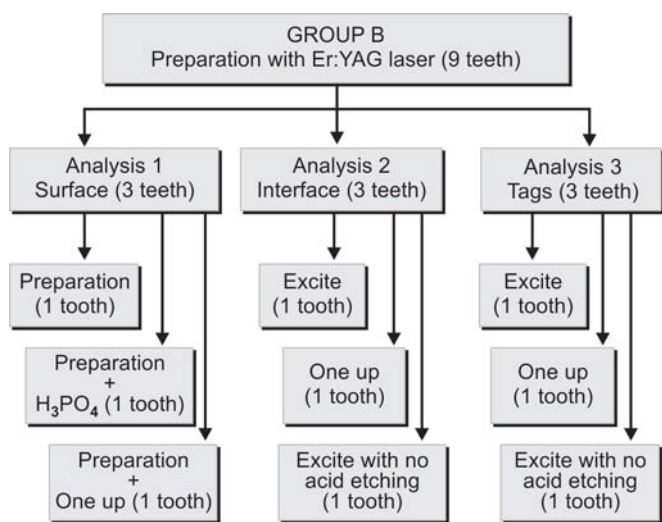 GROUP B
Preparation with Er:YAG laser (9 teeth)
Analysis 1
Surface (3 teeth)
Analysis 2
Interface (3 teeth)
Analysis 3
Tags (3 teeth)
Preparation
(1 tooth)
Excite
(1 tooth)
Excite
(1 tooth)
Preparation
+
H₃PO₄ (1 tooth)
One up
(1 tooth)
One up
(1 tooth)
Preparation
+
One up (1 tooth)
Excite with no
acid etching
(1 tooth)
Excite with no
acid etching
(1 tooth)